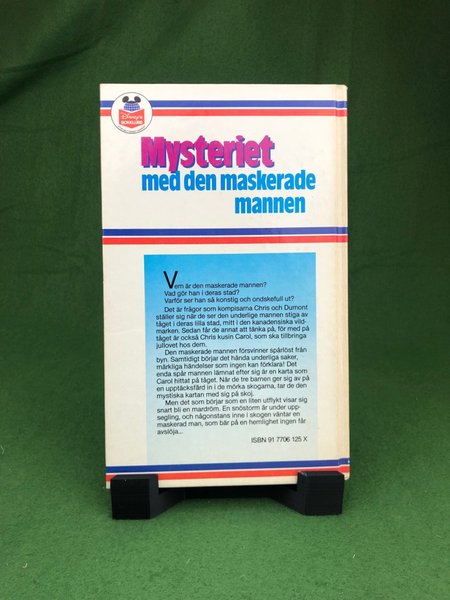 Disney's
BOKKLUBB
Mysteriet
med den maskerade
mannen
Vem är den maskerade mannen?
Vad gör han i deras stad?
Varför ser han så konstig och ondskefull ut?
Det är frågor som kompisarna Chris och Dumont
ställer sig när de ser den underlige mannen stiga av
tåget i deras lilla stad, mitt i den kanadensiska vild-
marken. Sedan får de annat att tänka på, för med på
tåget är också Chris kusin Carol, som ska tillbringa
jullovet hos dem.
Den maskerade mannen försvinner spårlöst från
byn. Samtidigt börjar det hända underliga saker,
märkliga händelser som ingen kan förklara! Det
enda spår mannen lämnat efter sig är en karta som
Carol hittat på tåget. När de tre barnen ger sig av på
en upptäcksfärd in i de mörka skogarna, tar de den
mystiska kartan med sig på skoj.
Men det som börjar som en liten utflykt visar sig
snart bli en mardröm. En snöstorm är under upp-
segling, och någonstans inne i skogen väntar en
maskerad man, som bär på en hemlighet ingen får
avslöja...
ISBN 91 7706 125 X